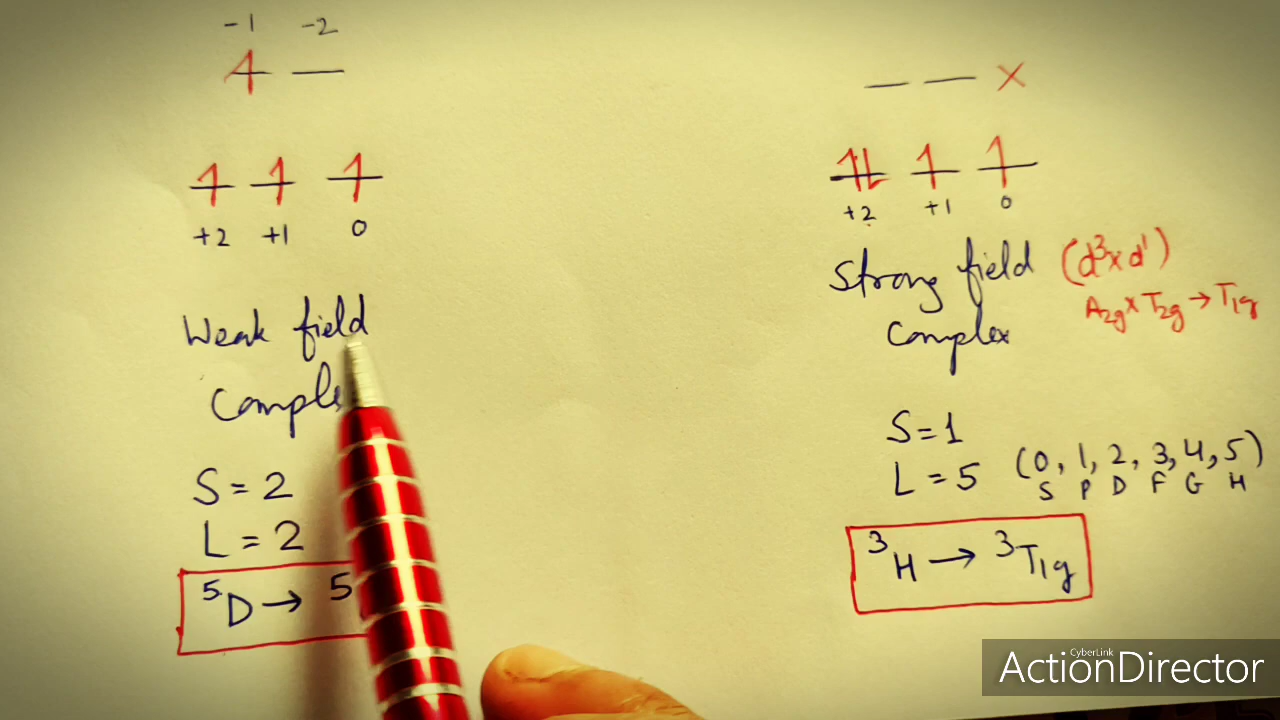 -1 -2
+2 +1 0
Weak field
Comple
S = 2
L = 2
⁵D → ⁵
×
+2 +1 0
Strong field (d³×d¹)
Complex A₂g × T₂g → T₁g
S = 1
L = 5 (0, 1, 2, 3, 4, 5)
S P D F G H
³H → ³T₁g
CyberLink
ActionDirector